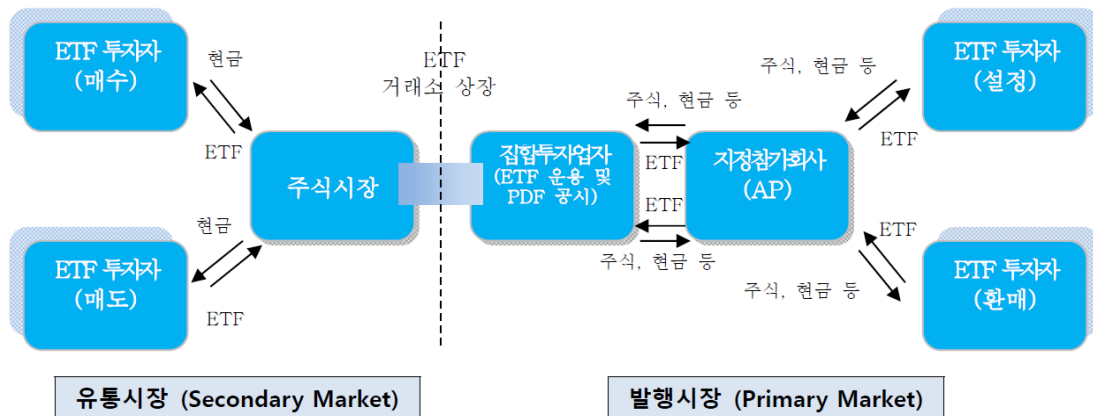 ETF 투자자
(매수)
현금
ETF
ETF
거래소 상장
주식시장
현금
ETF
ETF 투자자
(매도)
집합투자업자
(ETF 운용 및
PDF 공시)
주식, 현금 등
ETF
ETF
주식, 현금 등
지정참가회사
(AP)
주식, 현금 등
ETF
ETF 투자자
(설정)
ETF
주식, 현금 등
ETF 투자자
(환매)
유통시장 (Secondary Market)
발행시장 (Primary Market)